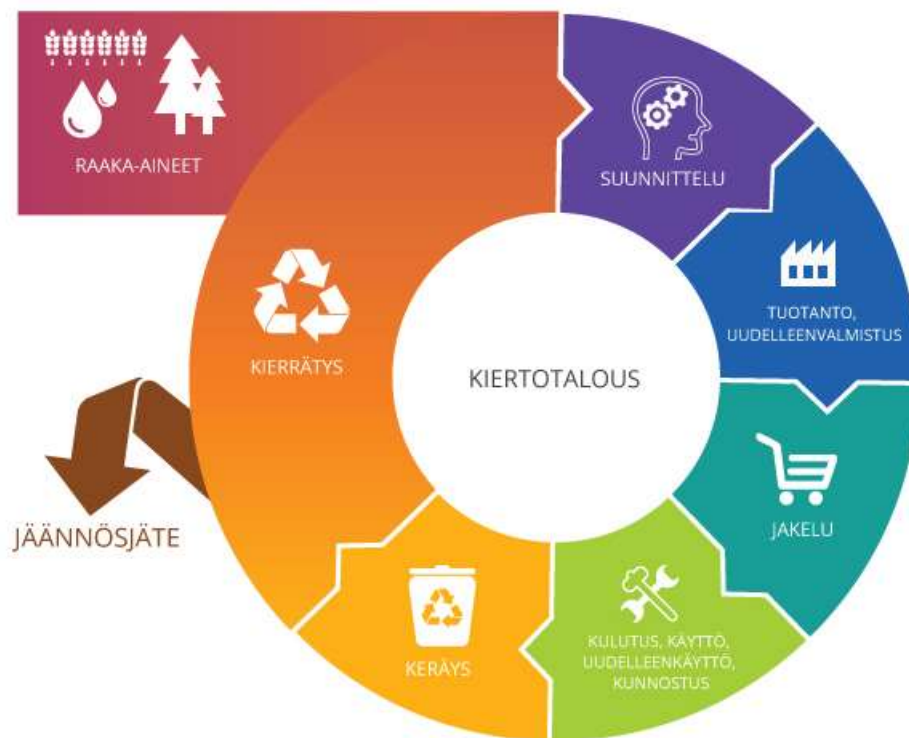 RAAKA-AINEET
SUUNNITTELU
TUOTANTO,
UUDELLEENVALMISTUS
KIERRÄTYS
KIERTOTALOUS
JAKELU
JÄÄNNÖSJÄTE
KULUTUS, KÄYTTÖ,
UUDELLEENKÄYTTÖ,
KUNNOSTUS
KERÄYS